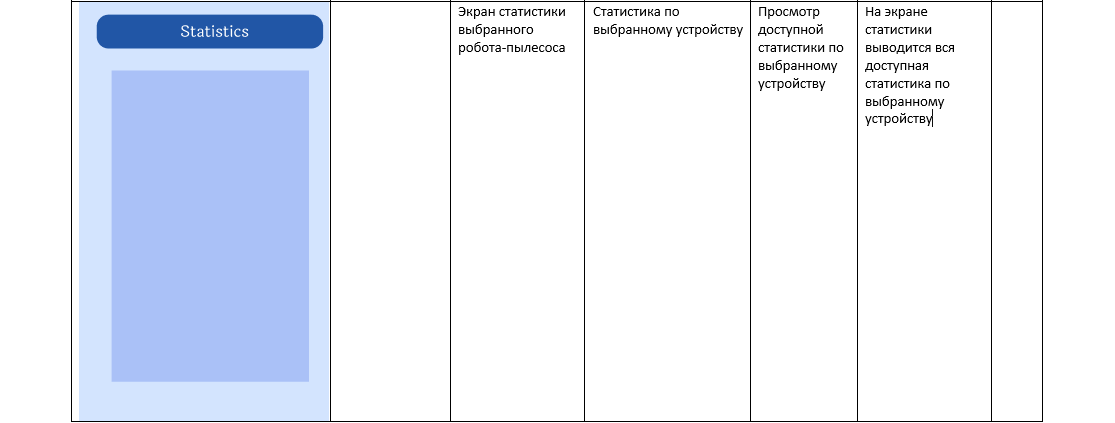 Statistics
Экран статистики
выбранного
робота-пылесоса
Статистика по
выбранному устройству
Просмотр
доступной
статистики по
выбранному
устройству
На экране
статистики
выводится вся
доступная
статистика по
выбранному
устройству